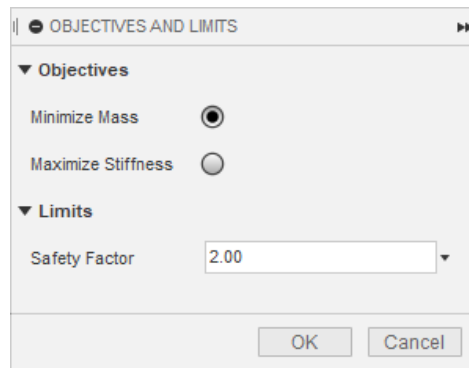 OBJECTIVES AND LIMITS
Objectives
Minimize Mass
Maximize Stiffness
Limits
Safety Factor 2.00
OK Cancel